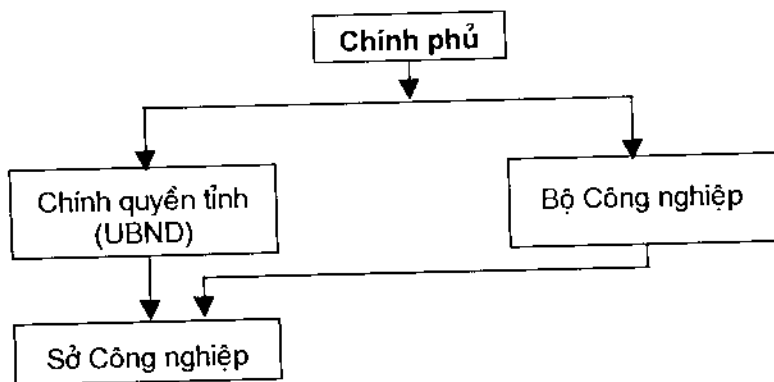 Chính phủ
Chính quyền tỉnh
(UBND)
Bộ Công nghiệp
Sở Công nghiệp